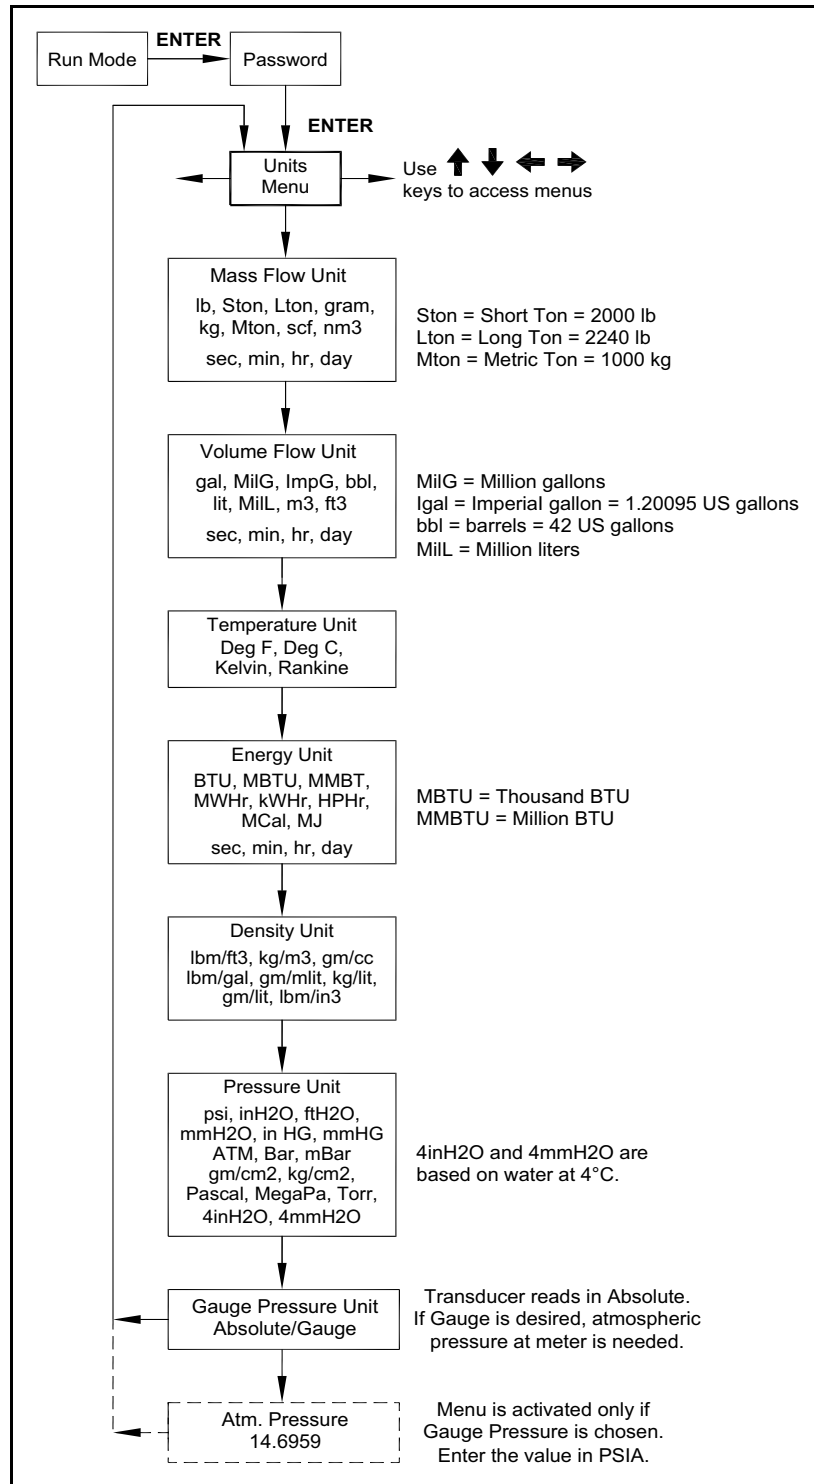 ENTER
Run Mode
Password
ENTER
Units
Menu
Use
keys to access menus
Mass Flow Unit
lb, Ston, Lton, gram,
kg, Mton, scf, nm3
sec, min, hr, day
Ston = Short Ton = 2000 lb
Lton = Long Ton = 2240 lb
Mton = Metric Ton = 1000 kg
Volume Flow Unit
gal, MilG, ImpG, bbl,
lit, MilL, m3, ft3
sec, min, hr, day
MilG = Million gallons
Igal = Imperial gallon = 1.20095 US gallons
bbl = barrels = 42 US gallons
MilL = Million liters
Temperature Unit
Deg F, Deg C,
Kelvin, Rankine
Energy Unit
BTU, MBTU, MMBT,
MWHr, kWHr, HPHr,
MCal, MJ
sec, min, hr, day
MBTU = Thousand BTU
MMBTU = Million BTU
Density Unit
lbm/ft3, kg/m3, gm/cc
lbm/gal, gm/mlit, kg/lit,
gm/lit, lbm/in3
Pressure Unit
psi, inH2O, ftH2O,
mmH2O, in HG, mmHG
ATM, Bar, mBar
gm/cm2, kg/cm2,
Pascal, MegaPa, Torr,
4inH2O, 4mmH2O
4inH2O and 4mmH2O are
based on water at 4°C.
Gauge Pressure Unit
Absolute/Gauge
Transducer reads in Absolute.
If Gauge is desired, atmospheric
pressure at meter is needed.
Atm. Pressure
14.6959
Menu is activated only if
Gauge Pressure is chosen.
Enter the value in PSIA.